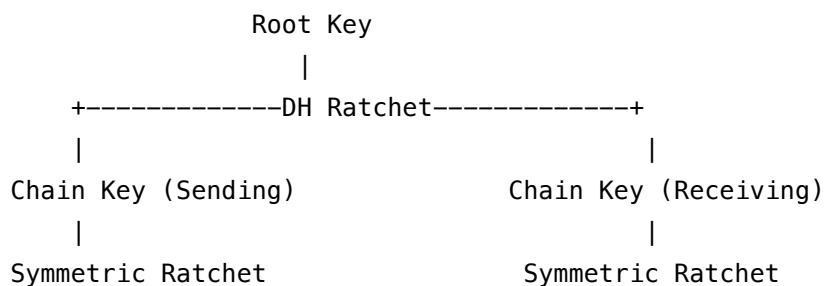 Root Key
|
+-------------DH Ratchet-------------+
| |
Chain Key (Sending) Chain Key (Receiving)
| |
Symmetric Ratchet Symmetric Ratchet